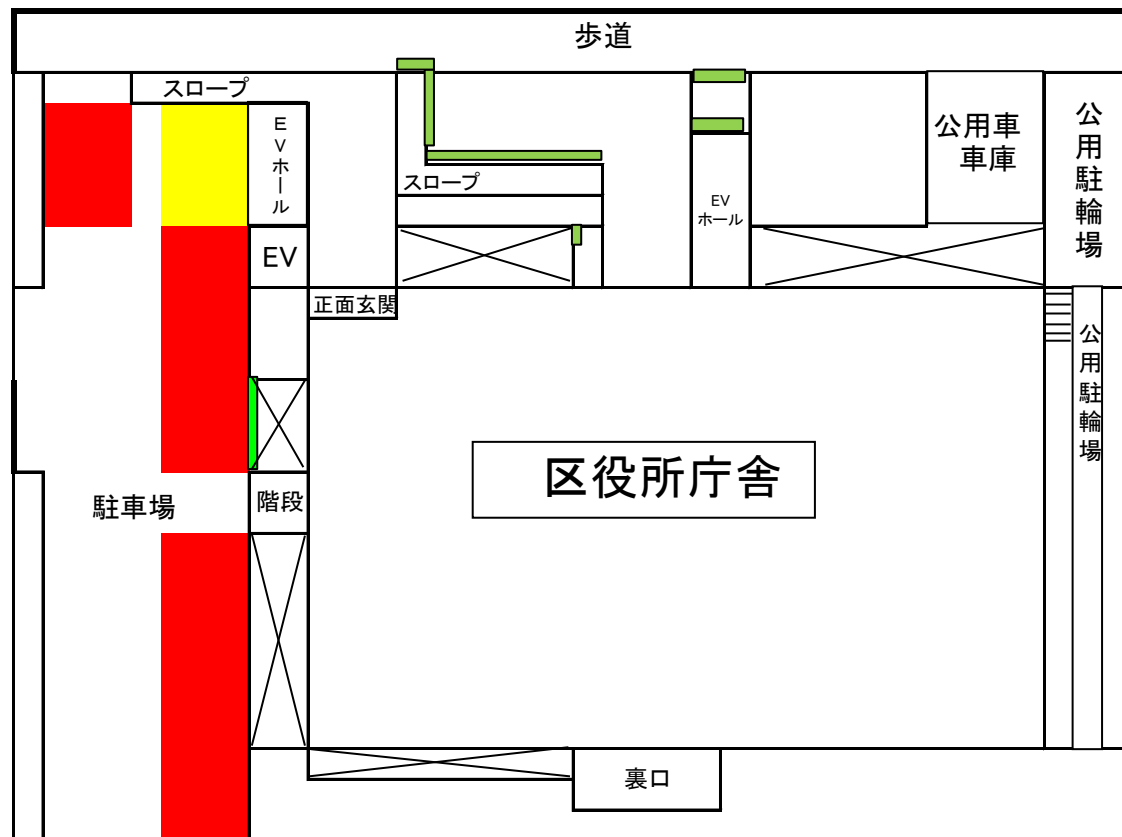 歩道
スロープ
EVホール
公用車
車庫
公用駐輪場
スロープ
EV
ホール
EV
正面玄関
公用駐輪場
区役所庁舎
駐車場
階段
裏口